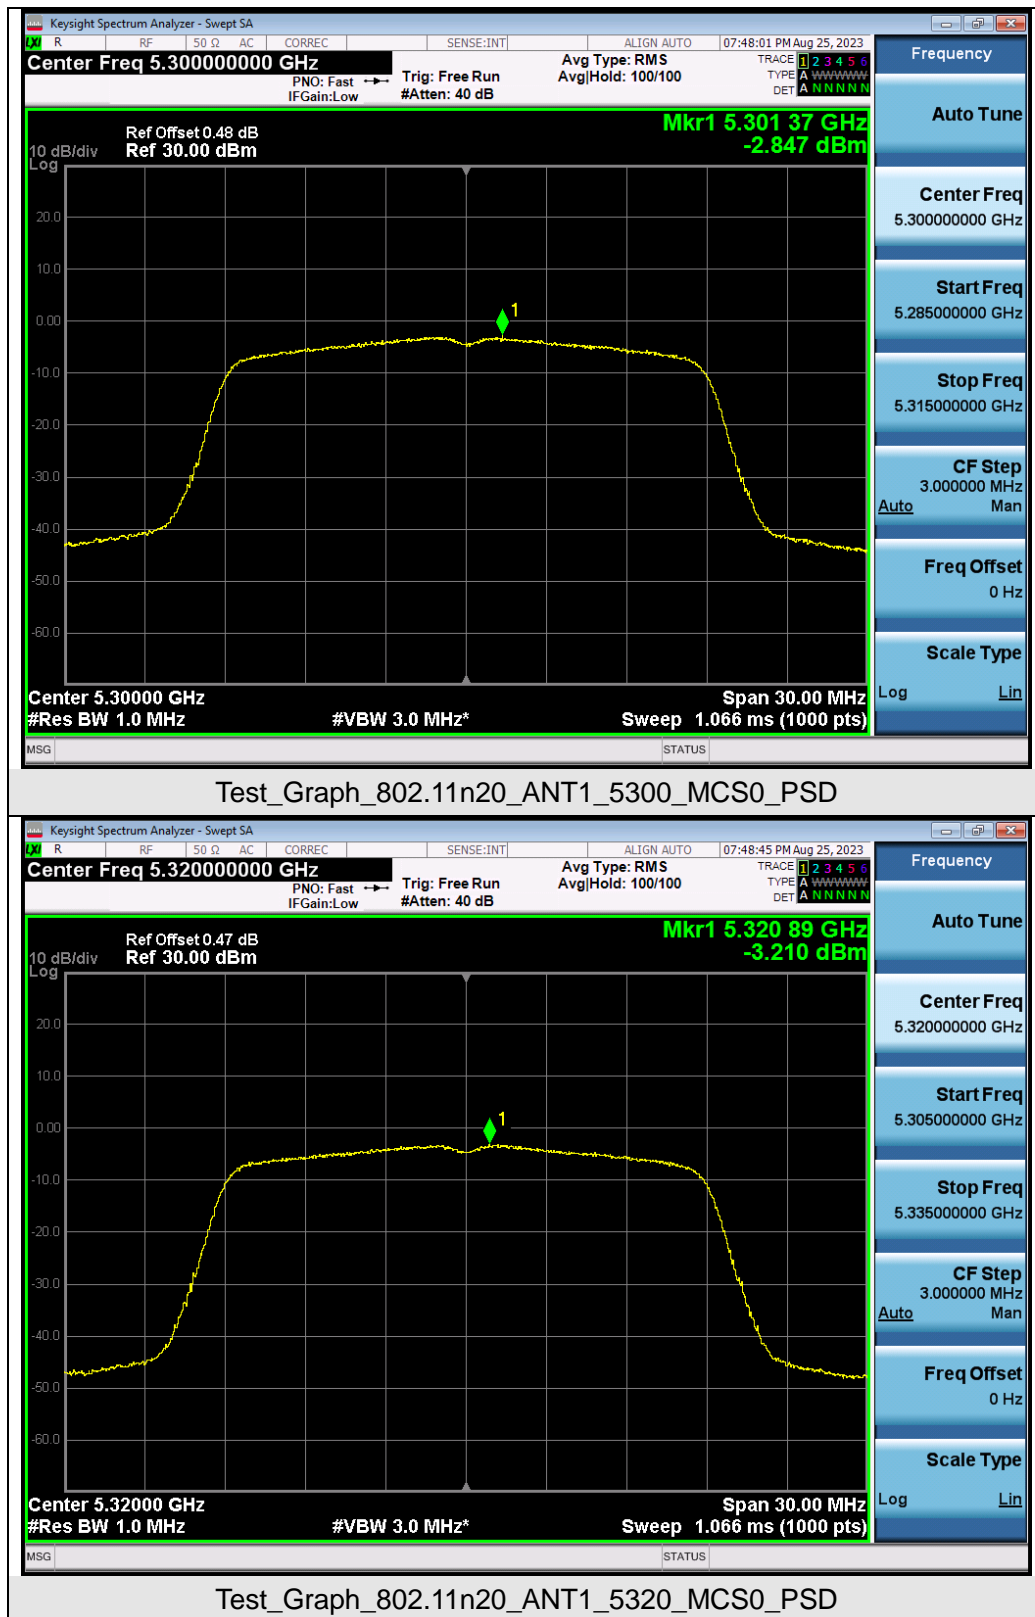 Keysight Spectrum Analyzer - Swept SA
LXI R RF 50 Ω AC CORREC SENSE:INT ALIGN AUTO 07:48:01 PM Aug 25, 2023
Center Freq 5.300000000 GHz
PNO: Fast
IFGain:Low
Trig: Free Run
#Atten: 40 dB
Avg Type: RMS
Avg|Hold: 100/100
TRACE 1 2 3 4 5 6
TYPE A WWWWW
DET A N N N N N
Ref Offset 0.48 dB
Ref 30.00 dBm
10 dB/div
Log
Mkr1 5.301 37 GHz
-2.847 dBm
20.0
10.0
0.00
-10.0
-20.0
-30.0
-40.0
-50.0
-60.0
1
Center 5.30000 GHz
Span 30.00 MHz
#Res BW 1.0 MHz
#VBW 3.0 MHz*
Sweep 1.066 ms (1000 pts)
MSG
STATUS
Frequency
Auto Tune
Center Freq
5.300000000 GHz
Start Freq
5.285000000 GHz
Stop Freq
5.315000000 GHz
CF Step
3.000000 MHz
Auto Man
Freq Offset
0 Hz
Scale Type
Log Lin
Test_Graph_802.11n20_ANT1_5300_MCS0_PSD
Keysight Spectrum Analyzer - Swept SA
LXI R RF 50 Ω AC CORREC SENSE:INT ALIGN AUTO 07:48:45 PM Aug 25, 2023
Center Freq 5.320000000 GHz
PNO: Fast
IFGain:Low
Trig: Free Run
#Atten: 40 dB
Avg Type: RMS
Avg|Hold: 100/100
TRACE 1 2 3 4 5 6
TYPE A WWWWW
DET A N N N N N
Ref Offset 0.47 dB
Ref 30.00 dBm
10 dB/div
Log
Mkr1 5.320 89 GHz
-3.210 dBm
20.0
10.0
0.00
-10.0
-20.0
-30.0
-40.0
-50.0
-60.0
1
Center 5.32000 GHz
Span 30.00 MHz
#Res BW 1.0 MHz
#VBW 3.0 MHz*
Sweep 1.066 ms (1000 pts)
MSG
STATUS
Frequency
Auto Tune
Center Freq
5.320000000 GHz
Start Freq
5.305000000 GHz
Stop Freq
5.335000000 GHz
CF Step
3.000000 MHz
Auto Man
Freq Offset
0 Hz
Scale Type
Log Lin
Test_Graph_802.11n20_ANT1_5320_MCS0_PSD